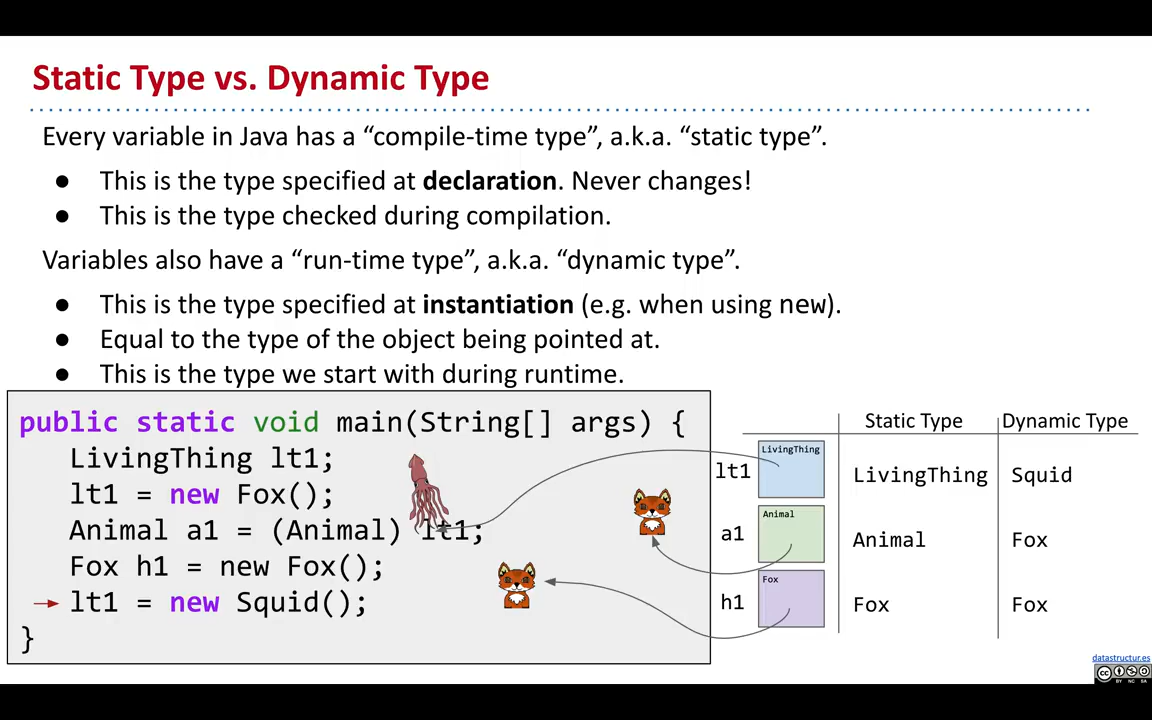 Static Type vs. Dynamic Type
Every variable in Java has a “compile-time type”, a.k.a. “static type”.
● This is the type specified at declaration. Never changes!
● This is the type checked during compilation.
Variables also have a “run-time type”, a.k.a. “dynamic type”.
● This is the type specified at instantiation (e.g. when using new).
● Equal to the type of the object being pointed at.
● This is the type we start with during runtime.
public static void main(String[] args) {
LivingThing lt1;
lt1 = new Fox();
Animal a1 = (Animal) lt1;
Fox h1 = new Fox();
lt1 = new Squid();
}
Static Type Dynamic Type
lt1 LivingThing LivingThing Squid
a1 Animal Animal Fox
h1 Fox Fox Fox
datastructur.es
CC BY NC SA